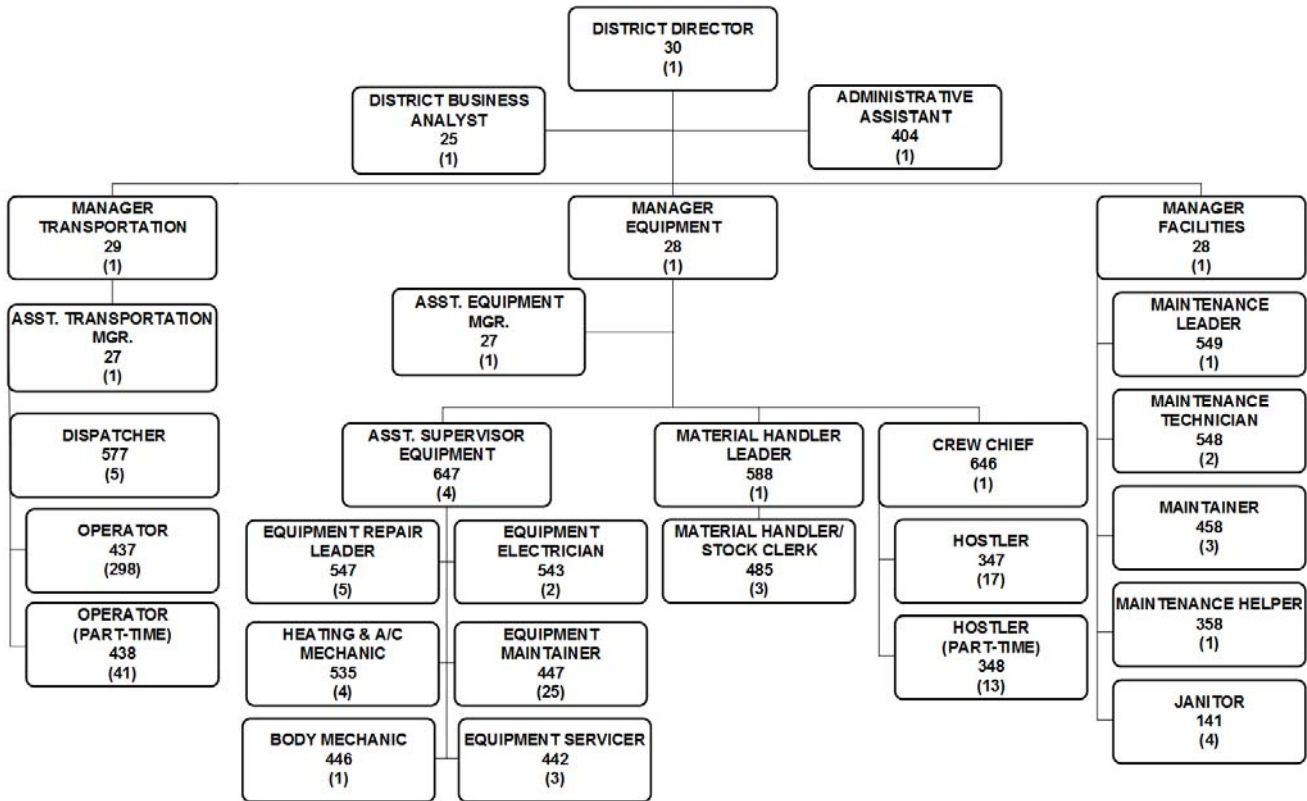 DISTRICT DIRECTOR
30
(1)
DISTRICT BUSINESS
ANALYST
25
(1)
ADMINISTRATIVE
ASSISTANT
404
(1)
MANAGER
TRANSPORTATION
29
(1)
ASST. TRANSPORTATION
MGR.
27
(1)
DISPATCHER
577
(5)
OPERATOR
437
(298)
OPERATOR
(PART-TIME)
438
(41)
MANAGER
EQUIPMENT
28
(1)
ASST. EQUIPMENT
MGR.
27
(1)
ASST. SUPERVISOR
EQUIPMENT
647
(4)
EQUIPMENT REPAIR
LEADER
547
(5)
EQUIPMENT
ELECTRICIAN
543
(2)
HEATING & A/C
MECHANIC
535
(4)
EQUIPMENT
MAINTAINER
447
(25)
BODY MECHANIC
446
(1)
EQUIPMENT SERVICER
442
(3)
MATERIAL HANDLER
LEADER
588
(1)
MATERIAL HANDLER/
STOCK CLERK
485
(3)
CREW CHIEF
646
(1)
HOSTLER
347
(17)
HOSTLER
(PART-TIME)
348
(13)
MANAGER
FACILITIES
28
(1)
MAINTENANCE
LEADER
549
(1)
MAINTENANCE
TECHNICIAN
548
(2)
MAINTAINER
458
(3)
MAINTENANCE HELPER
358
(1)
JANITOR
141
(4)